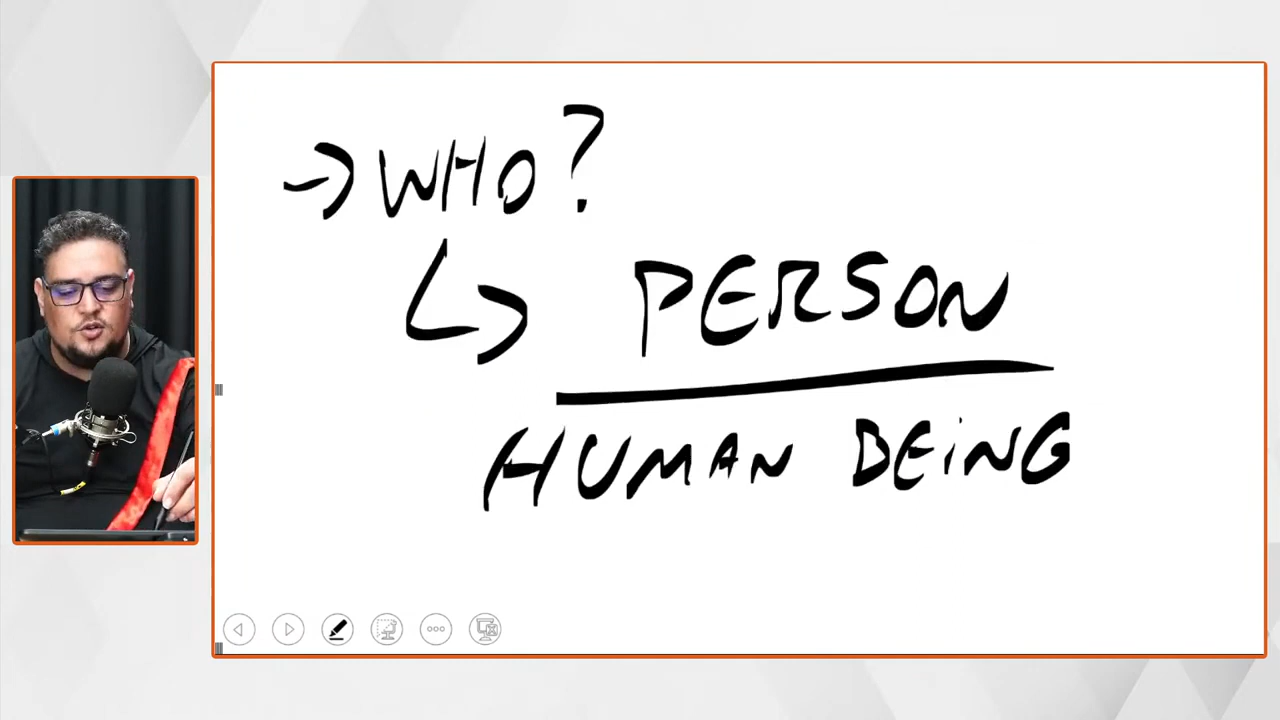 → WHO?
↳ PERSON
HUMAN BEiNG